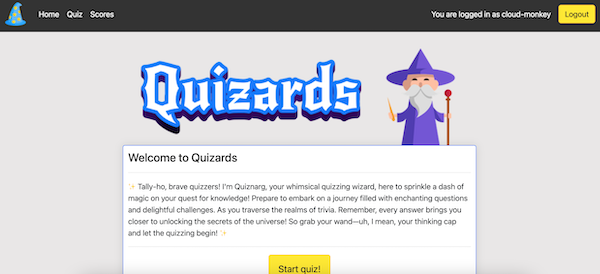 Home Quiz Scores You are logged in as cloud-monkey Logout
Quizards
Welcome to Quizards
✨ Tally-ho, brave quizzers! I'm Quiznarg, your whimsical quizzing wizard, here to sprinkle a dash of
magic on your quest for knowledge! Prepare to embark on a journey filled with enchanting questions
and delightful challenges. As you traverse the realms of trivia. Remember, every answer brings you
closer to unlocking the secrets of the universe! So grab your wand—uh, I mean, your thinking cap
and let the quizzing begin! ✨
Start quiz!